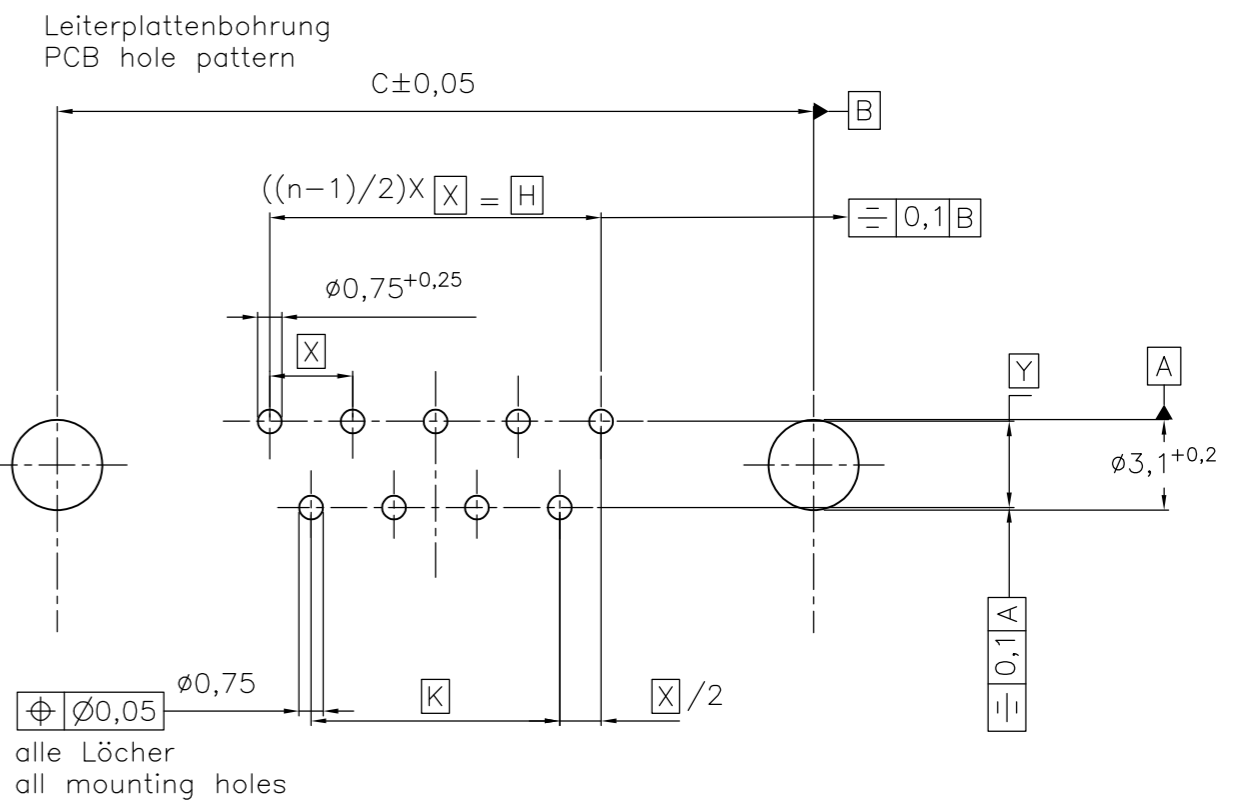 Leiterplattenbohrung
PCB hole pattern
C±0,05
B
((n-1)/2)X X = H
0,1 B
ø0,75+0,25
X
Y
A
ø3,1+0,2
0,1 A
ø0,75
K
X /2
Ø0,05
alle Löcher
all mounting holes